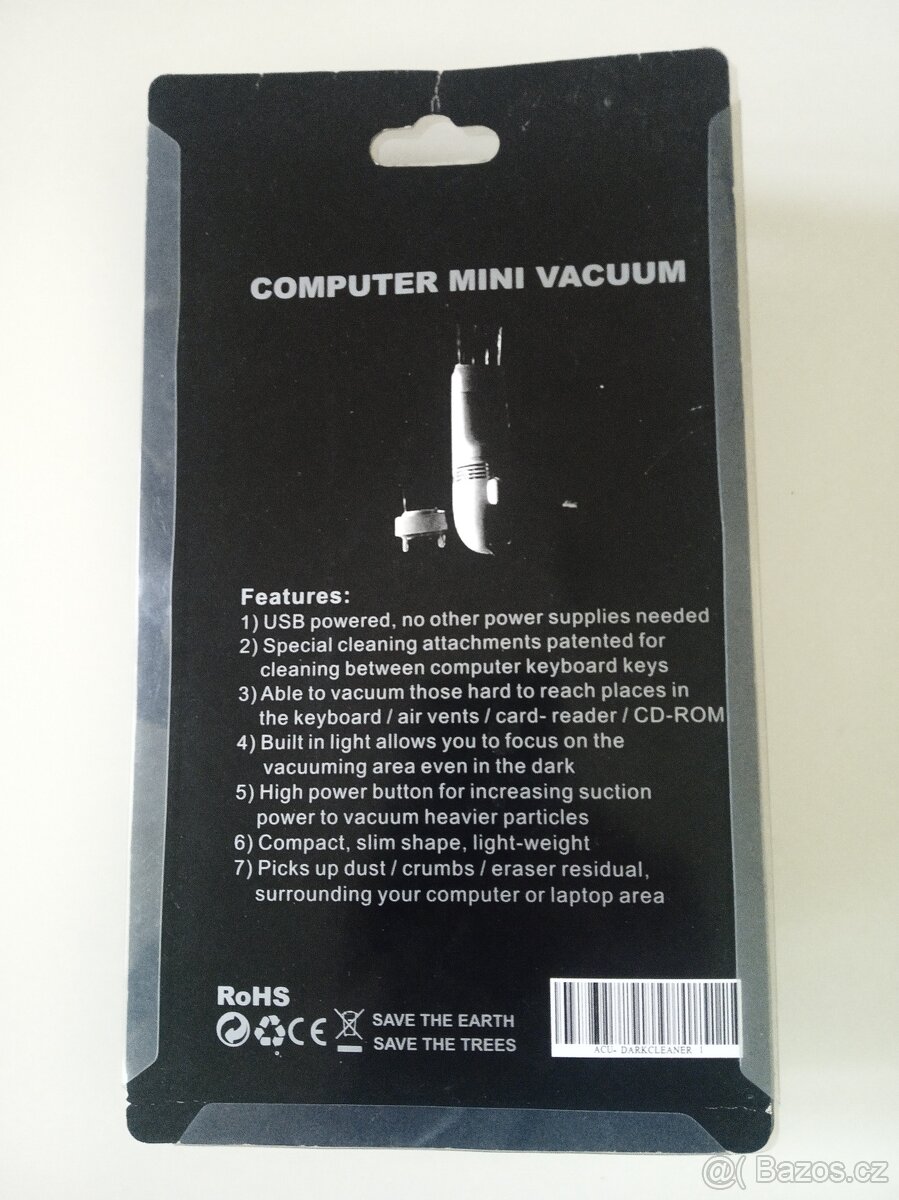 COMPUTER MINI VACUUM
Features:
1) USB powered, no other power supplies needed
2) Special cleaning attachments patented for
cleaning between computer keyboard keys
3) Able to vacuum those hard to reach places in
the keyboard / air vents / card- reader / CD-ROM
4) Built in light allows you to focus on the
vacuuming area even in the dark
5) High power button for increasing suction
power to vacuum heavier particles
6) Compact, slim shape, light-weight
7) Picks up dust / crumbs / eraser residual,
surrounding your computer or laptop area
RoHS
CE
SAVE THE EARTH
SAVE THE TREES
ACU- DARKCLEANER 1
@( Bazos.cz